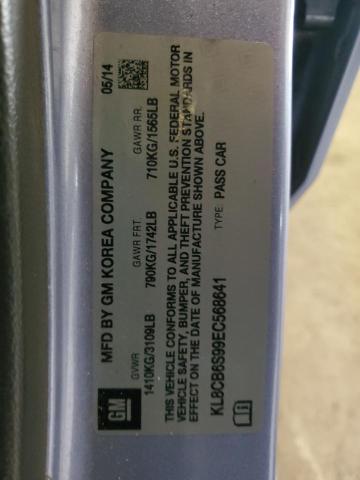 MFD BY GM KOREA COMPANY 05/14
GVWR GAWR FRT. GAWR RR.
1410KG/3109LB 790KG/1742LB 710KG/1565LB
THIS VEHICLE CONFORMS TO ALL APPLICABLE U.S. FEDERAL MOTOR
VEHICLE SAFETY, BUMPER, AND THEFT PREVENTION STANDARDS IN
EFFECT ON THE DATE OF MANUFACTURE SHOWN ABOVE.
KL8CB6S99EC568641 TYPE: PASS CAR
GM